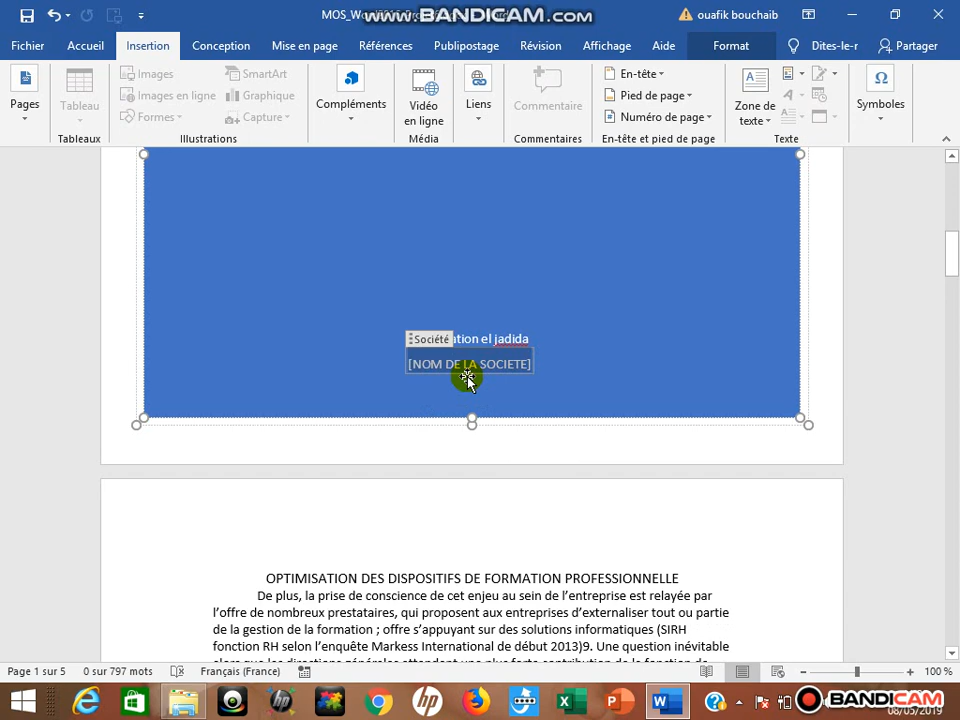 www.BANDICAM.com
ouafik bouchaib
Fichier Accueil Insertion Conception Mise en page Références Publipostage Révision Affichage Aide Format Dites-le-r Partager
Pages
Tableau
Tableaux
Images
Images en ligne
Formes
SmartArt
Graphique
Capture
Illustrations
Compléments
Vidéo
en ligne
Média
Liens
Commentaire
Commentaires
En-tête
Pied de page
Numéro de page
En-tête et pied de page
Zone de
texte
Texte
Symboles
Société ation el jadida
[NOM DE LA SOCIETE]
OPTIMISATION DES DISPOSITIFS DE FORMATION PROFESSIONNELLE
De plus, la prise de conscience de cet enjeu au sein de l'entreprise est relayée par
l'offre de nombreux prestataires, qui proposent aux entreprises d'externaliser tout ou partie
de la gestion de la formation ; offre s'appuyant sur des solutions informatiques (SIRH
fonction RH selon l'enquête Markess International de début 2013)9. Une question inévitable
Page 1 sur 5 0 sur 797 mots Français (France) 100 %
BANDICAM
08/05/2019